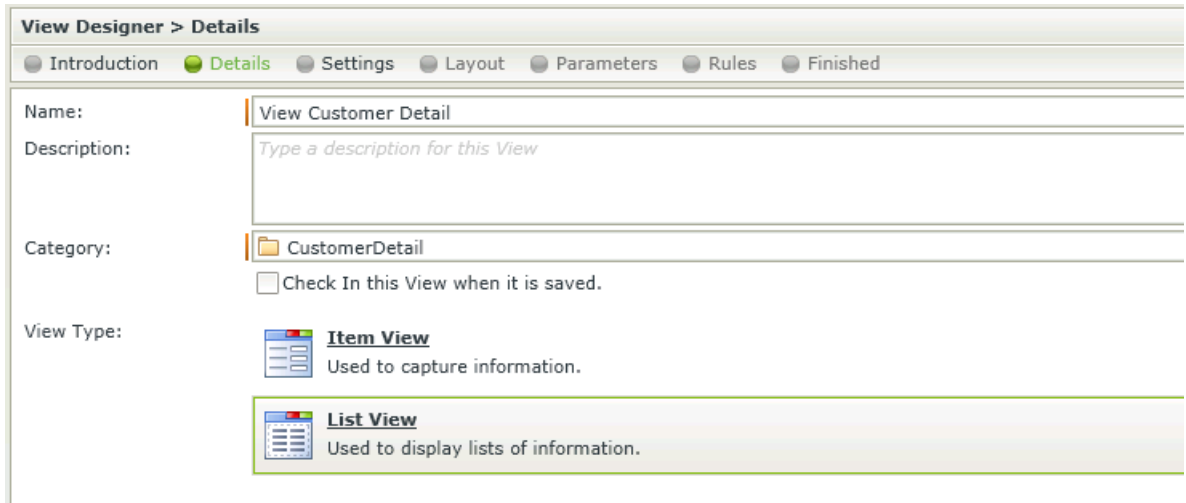 View Designer > Details
Introduction Details Settings Layout Parameters Rules Finished
Name: View Customer Detail
Description: Type a description for this View
Category: CustomerDetail
Check In this View when it is saved.
View Type: Item View
Used to capture information.
List View
Used to display lists of information.